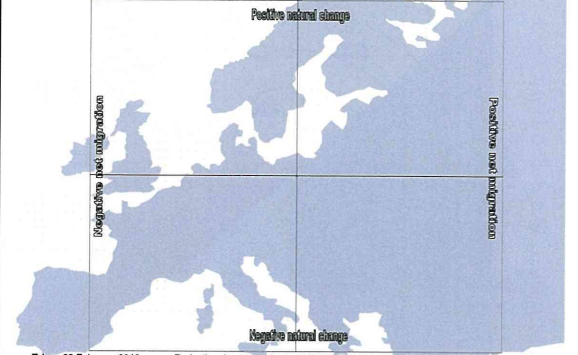 Positive natural change
Negative net migration
Positive net migration
Negative natural change